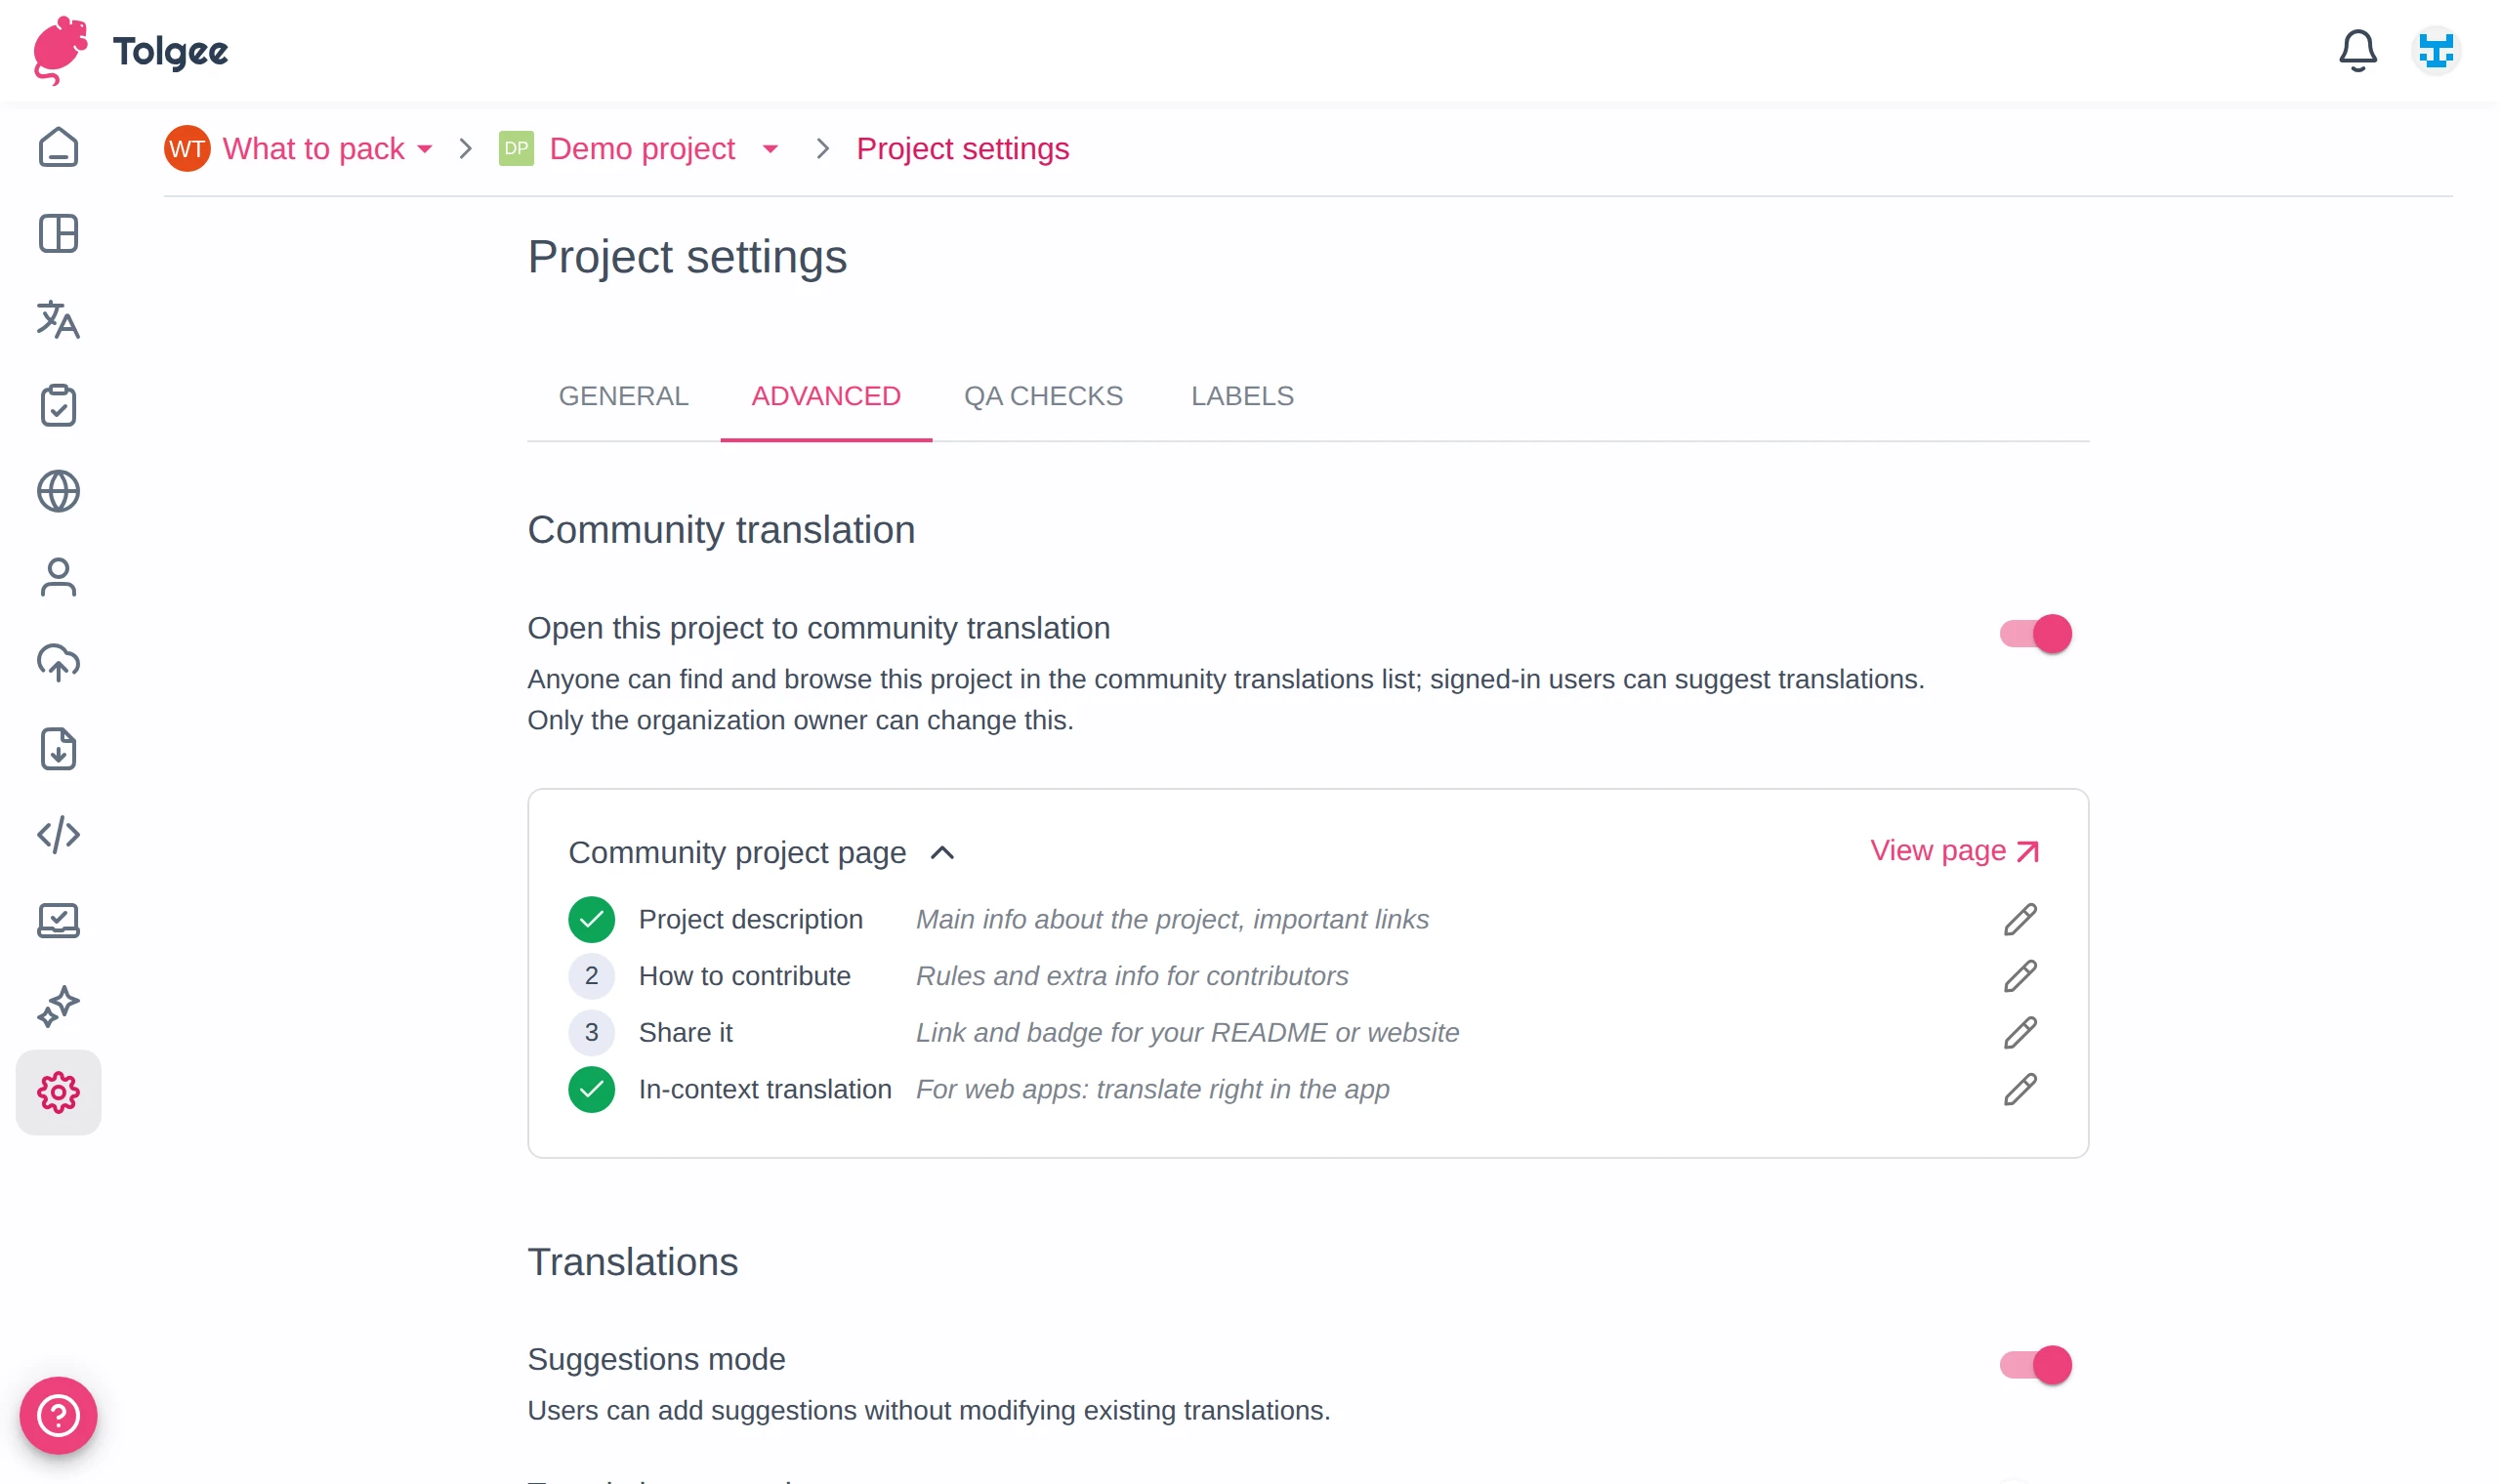 Tolgee
WT What to pack
DP Demo project
Project settings
Project settings
GENERAL
ADVANCED
QA CHECKS
LABELS
Community translation
Open this project to community translation
Anyone can find and browse this project in the community translations list; signed-in users can suggest translations.
Only the organization owner can change this.
Community project page
View page
Project description Main info about the project, important links
2 How to contribute Rules and extra info for contributors
3 Share it Link and badge for your README or website
In-context translation For web apps: translate right in the app
Translations
Suggestions mode
Users can add suggestions without modifying existing translations.